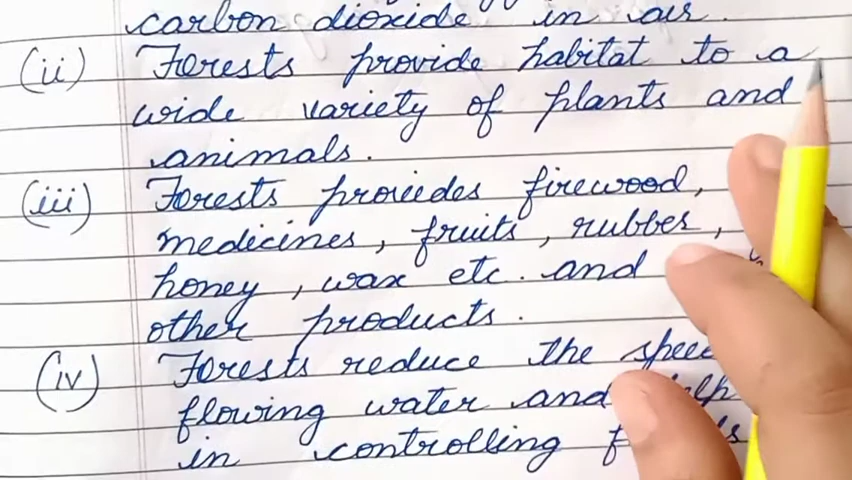 carbon dioxide in air.
(ii) Forests provide habitat to a
wide variety of plants and
animals.
(iii) Forests provides firewood,
medicines, fruits, rubber,
honey, wax etc. and
other products.
(iv) Forests reduce the
flowing water and
in controlling